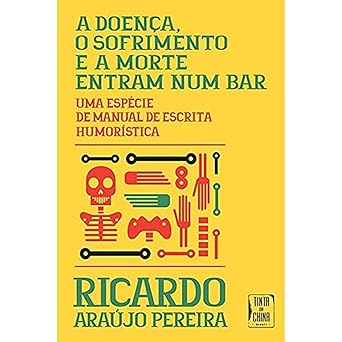 A DOENÇA,
O SOFRIMENTO
E A MORTE
ENTRAM NUM BAR
UMA ESPÉCIE
DE MANUAL DE ESCRITA
HUMORÍSTICA
RICARDO
ARAÚJO PEREIRA
TINTA
DA
CHINA